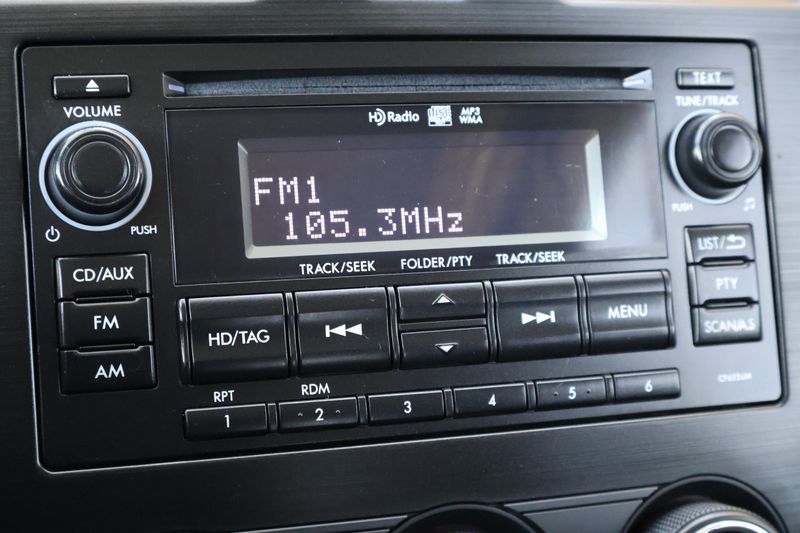 TEXT
VOLUME
TUNE/TRACK
HD Radio
MP3
WMA
FM1
105.3MHz
PUSH
PUSH
TRACK/SEEK
FOLDER/PTY
TRACK/SEEK
LIST/
CD/AUX
PTY
FM
HD/TAG
MENU
SCAN/A.S
AM
RPT
RDM
1
2
3
4
5
6